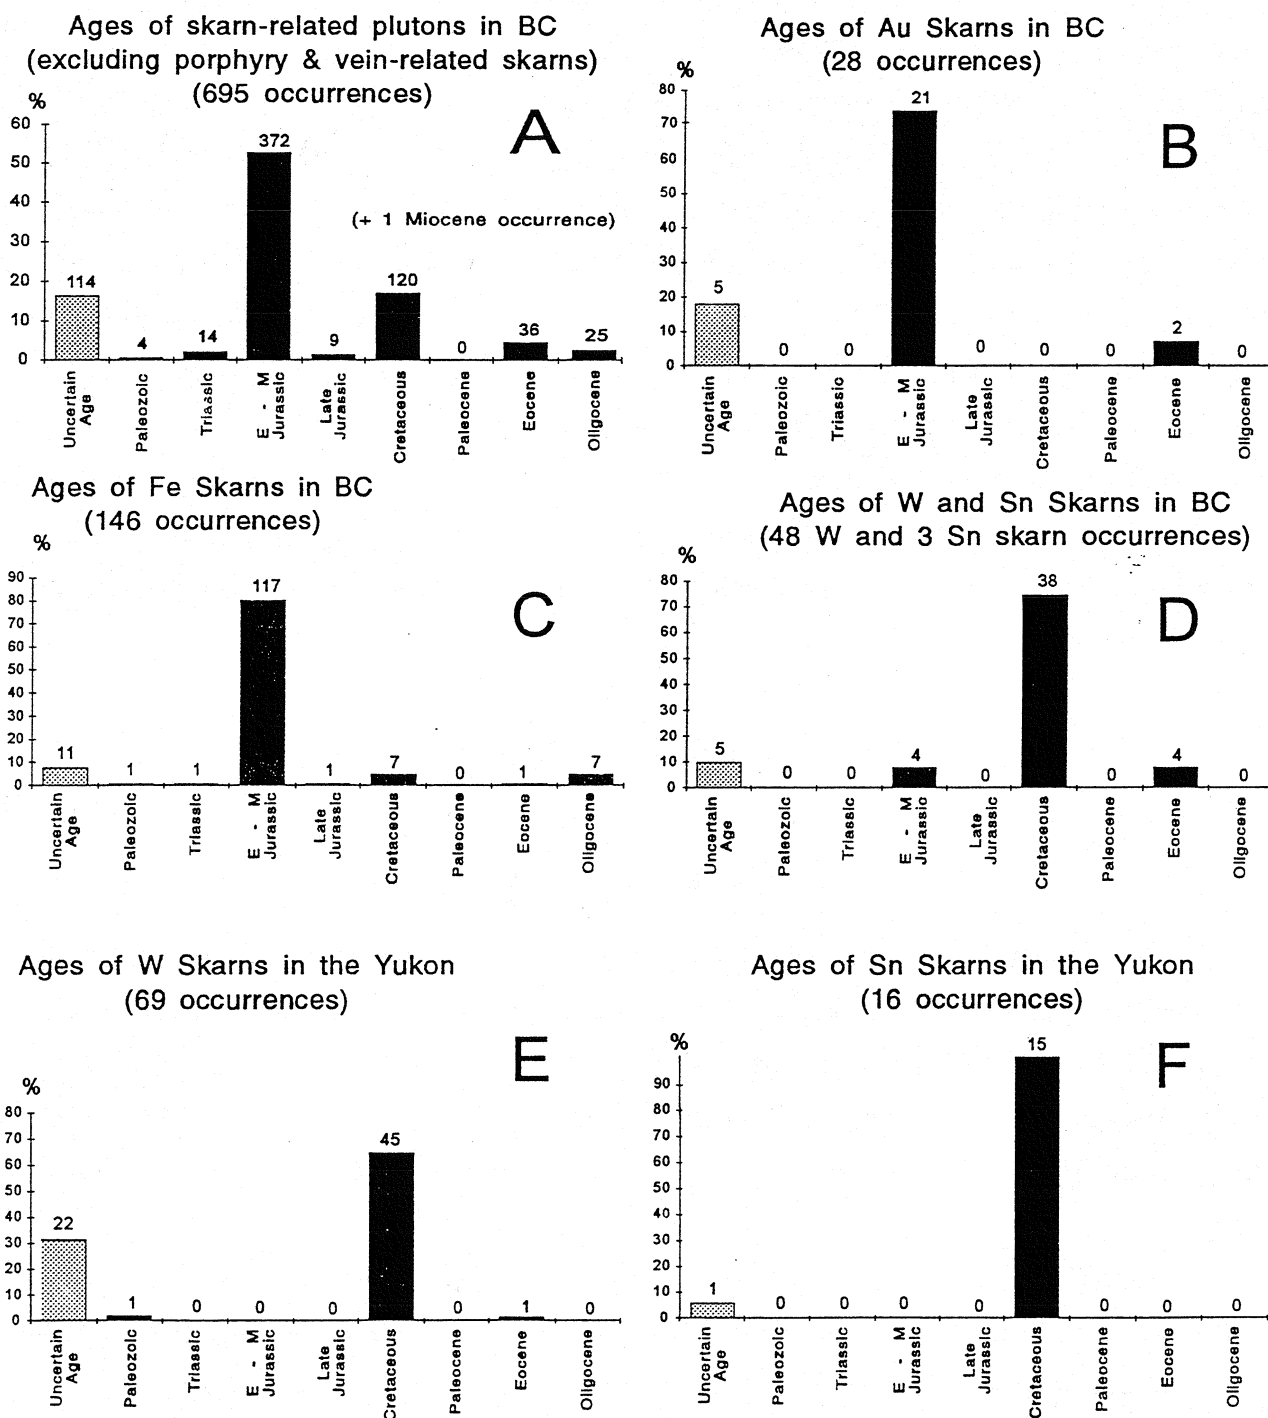 Ages of skarn-related plutons in BC
(excluding porphyry & vein-related skarns)
(695 occurrences)
%
A
60
50
40
30
20
10
0
114
4
14
372
9
120
0
36
25
(+ 1 Miocene occurrence)
Uncertain
Age
Paleozoic
Triassic
E - M
Jurassic
Late
Jurassic
Cretaceous
Paleocene
Eocene
Oligocene
Ages of Au Skarns in BC
(28 occurrences)
%
B
80
70
60
50
40
30
20
10
0
5
0
0
21
0
0
0
2
0
Uncertain
Age
Paleozoic
Triassic
E - M
Jurassic
Late
Jurassic
Cretaceous
Paleocene
Eocene
Oligocene
Ages of Fe Skarns in BC
(146 occurrences)
%
C
90
80
70
60
50
40
30
20
10
0
11
1
1
117
1
7
0
1
7
Uncertain
Age
Paleozoic
Triassic
E - M
Jurassic
Late
Jurassic
Cretaceous
Paleocene
Eocene
Oligocene
Ages of W and Sn Skarns in BC
(48 W and 3 Sn skarn occurrences)
%
D
80
70
60
50
40
30
20
10
0
5
0
0
4
0
38
0
4
0
Uncertain
Age
Paleozoic
Triassic
E - M
Jurassic
Late
Jurassic
Cretaceous
Paleocene
Eocene
Oligocene
Ages of W Skarns in the Yukon
(69 occurrences)
%
E
80
70
60
50
40
30
20
10
0
22
1
0
0
0
45
0
1
0
Uncertain
Age
Paleozoic
Triassic
E - M
Jurassic
Late
Jurassic
Cretaceous
Paleocene
Eocene
Oligocene
Ages of Sn Skarns in the Yukon
(16 occurrences)
%
F
90
80
70
60
50
40
30
20
10
0
1
0
0
0
0
15
0
0
0
Uncertain
Age
Paleozoic
Triassic
E - M
Jurassic
Late
Jurassic
Cretaceous
Paleocene
Eocene
Oligocene